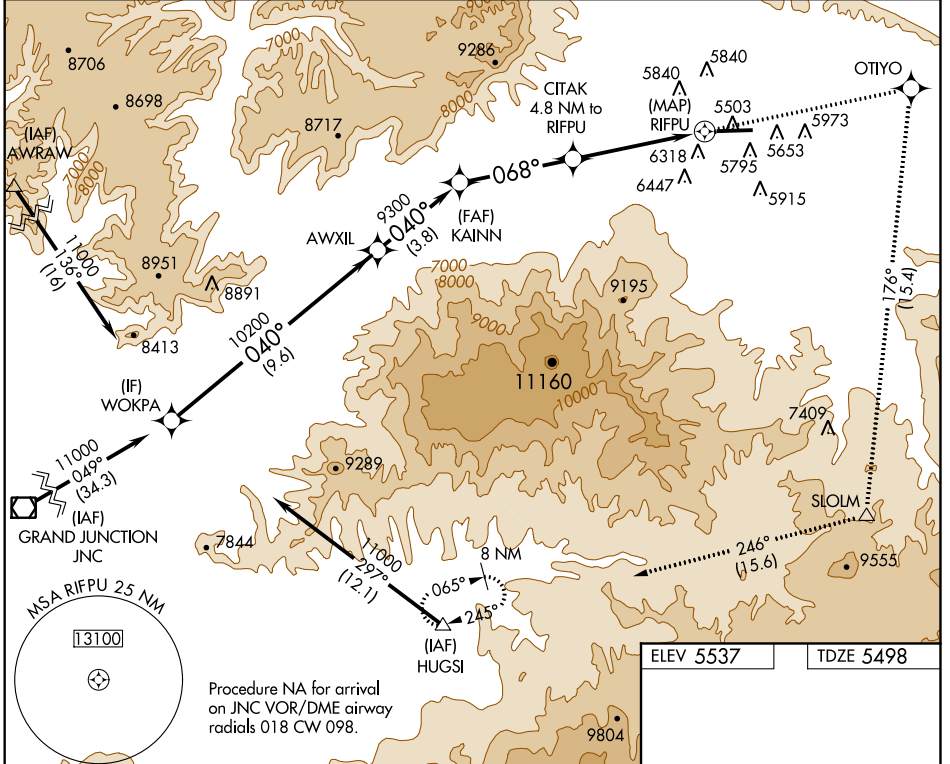 8706
8698
7000
9286
9000
8000
8717
CITAK
4.8 NM to
RIFPU
5840
5840
(MAP)
RIFPU
5503
5973
5653
5795
6318
6447
5915
OTIYO
(IAF)
AWRAW
7000
8000
11000
136°
(16)
8951
8891
8413
AWXIL
9300
040°
(3.8)
068°
(FAF)
KAINN
7000
8000
9000
9195
11160
10000
10200
040°
(9.6)
(IF)
WOKPA
11000
049°
(34.3)
(IAF)
GRAND JUNCTION
JNC
9289
7844
11000
297°
(12.1)
8 NM
065°
245°
(IAF)
HUGSI
176°
(15.4)
7409
SLOLM
246°
(15.6)
9555
9804
MSA RIFPU 25 NM
13100
Procedure NA for arrival
on JNC VOR/DME airway
radials 018 CW 098.
ELEV 5537
TDZE 5498